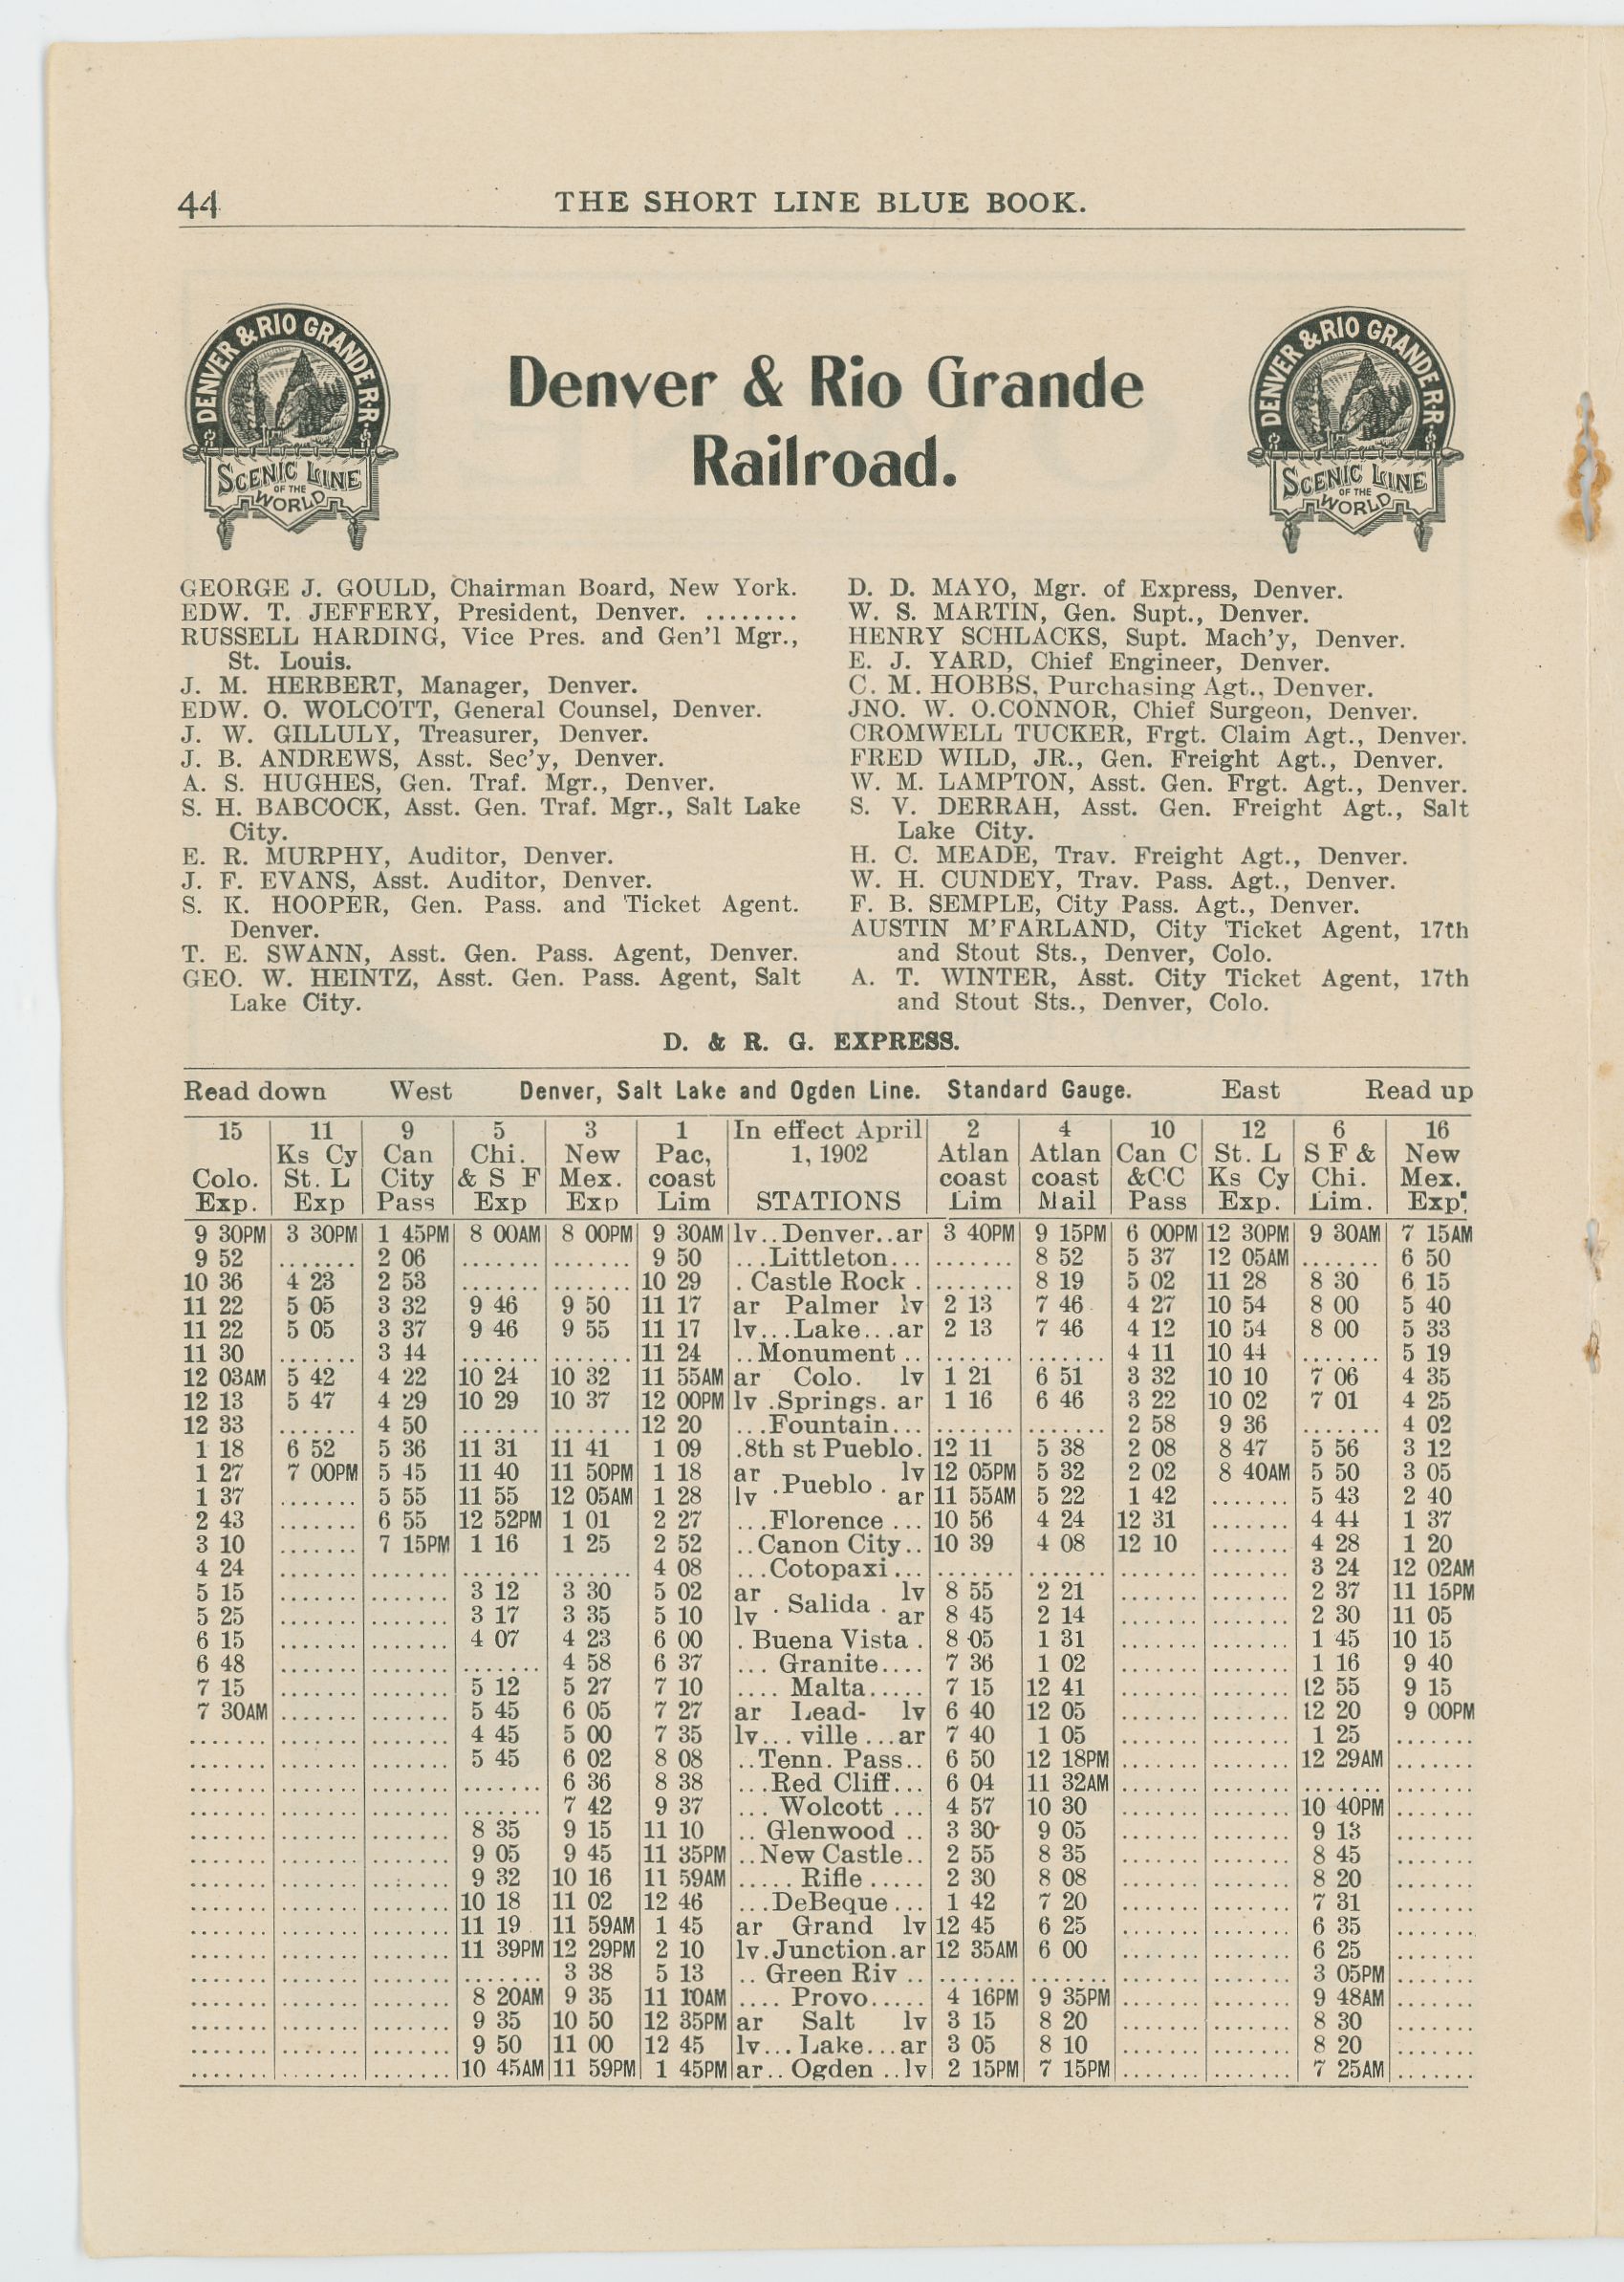 44 THE SHORT LINE BLUE BOOK.
DENVER & RIO GRANDE R.R.
SCENIC LINE
OF THE
WORLD
Denver & Rio Grande
Railroad.
DENVER & RIO GRANDE R.R.
SCENIC LINE
OF THE
WORLD
GEORGE J. GOULD, Chairman Board, New York.
EDW. T. JEFFERY, President, Denver. ........
RUSSELL HARDING, Vice Pres. and Gen'l Mgr.,
St. Louis.
J. M. HERBERT, Manager, Denver.
EDW. O. WOLCOTT, General Counsel, Denver.
J. W. GILLULY, Treasurer, Denver.
J. B. ANDREWS, Asst. Sec'y, Denver.
A. S. HUGHES, Gen. Traf. Mgr., Denver.
S. H. BABCOCK, Asst. Gen. Traf. Mgr., Salt Lake
City.
E. R. MURPHY, Auditor, Denver.
J. F. EVANS, Asst. Auditor, Denver.
S. K. HOOPER, Gen. Pass. and Ticket Agent.
Denver.
T. E. SWANN, Asst. Gen. Pass. Agent, Denver.
GEO. W. HEINTZ, Asst. Gen. Pass. Agent, Salt
Lake City.
D. D. MAYO, Mgr. of Express, Denver.
W. S. MARTIN, Gen. Supt., Denver.
HENRY SCHLACKS, Supt. Mach'y, Denver.
E. J. YARD, Chief Engineer, Denver.
C. M. HOBBS, Purchasing Agt., Denver.
JNO. W. O.CONNOR, Chief Surgeon, Denver.
CROMWELL TUCKER, Frgt. Claim Agt., Denver.
FRED WILD, JR., Gen. Freight Agt., Denver.
W. M. LAMPTON, Asst. Gen. Frgt. Agt., Denver.
S. V. DERRAH, Asst. Gen. Freight Agt., Salt
Lake City.
H. C. MEADE, Trav. Freight Agt., Denver.
W. H. CUNDEY, Trav. Pass. Agt., Denver.
F. B. SEMPLE, City Pass. Agt., Denver.
AUSTIN M'FARLAND, City Ticket Agent, 17th
and Stout Sts., Denver, Colo.
A. T. WINTER, Asst. City Ticket Agent, 17th
and Stout Sts., Denver, Colo.
D. & R. G. EXPRESS.
Read down West Denver, Salt Lake and Ogden Line. Standard Gauge. East Read up
15 11 9 5 3 1 In effect April 2 4 10 12 6 16
Ks Cy Can Chi. New Pac, 1, 1902 Atlan Atlan Can C St. L S F & New
Colo. St. L City & S F Mex. coast coast coast &CC Ks Cy Chi. Mex.
Exp. Exp Pass Exp Exp Lim STATIONS Lim Mail Pass Exp. Lim. Exp.
9 30PM 3 30PM 1 45PM 8 00AM 8 00PM 9 30AM lv..Denver..ar 3 40PM 9 15PM 6 00PM 12 30PM 9 30AM 7 15AM
9 52 ....... 2 06 ....... ....... 9 50 ...Littleton... ....... 8 52 5 37 12 05AM ....... 6 50
10 36 4 23 2 53 ....... ....... 10 29 . Castle Rock . ....... 8 19 5 02 11 28 8 30 6 15
11 22 5 05 3 32 9 46 9 50 11 17 ar Palmer lv 2 13 7 46 4 27 10 54 8 00 5 40
11 22 5 05 3 37 9 46 9 55 11 17 lv...Lake...ar 2 13 7 46 4 12 10 54 8 00 5 33
11 30 ....... 3 44 ....... ....... 11 24 ..Monument .. ....... ....... 4 11 10 44 ....... 5 19
12 03AM 5 42 4 22 10 24 10 32 11 55AM ar Colo. lv 1 21 6 51 3 32 10 10 7 06 4 35
12 13 5 47 4 29 10 29 10 37 12 00PM lv .Springs. ar 1 16 6 46 3 22 10 02 7 01 4 25
12 33 ....... 4 50 ....... ....... 12 20 ...Fountain... ....... ....... 2 58 9 36 ....... 4 02
1 18 6 52 5 36 11 31 11 41 1 09 .8th st Pueblo. 12 11 5 38 2 08 8 47 5 56 3 12
1 27 7 00PM 5 45 11 40 11 50PM 1 18 ar .Pueblo . lv 12 05PM 5 32 2 02 8 40AM 5 50 3 05
1 37 ....... 5 55 11 55 12 05AM 1 28 lv ar 11 55AM 5 22 1 42 ....... 5 43 2 40
2 43 ....... 6 55 12 52PM 1 01 2 27 ...Florence ... 10 56 4 24 12 31 ....... 4 44 1 37
3 10 ....... 7 15PM 1 16 1 25 2 52 ..Canon City.. 10 39 4 08 12 10 ....... 4 28 1 20
4 24 ....... ....... ....... ....... 4 08 ...Cotopaxi... ....... ....... ....... ....... 3 24 12 02AM
5 15 ....... ....... 3 12 3 30 5 02 ar . Salida . lv 8 55 2 21 ....... ....... 2 37 11 15PM
5 25 ....... ....... 3 17 3 35 5 10 lv ar 8 45 2 14 ....... ....... 2 30 11 05
6 15 ....... ....... 4 07 4 23 6 00 . Buena Vista . 8 05 1 31 ....... ....... 1 45 10 15
6 48 ....... ....... ....... 4 58 6 37 ... Granite.... 7 36 1 02 ....... ....... 1 16 9 40
7 15 ....... ....... 5 12 5 27 7 10 .... Malta..... 7 15 12 41 ....... ....... 12 55 9 15
7 30AM ....... ....... 5 45 6 05 7 27 ar Lead- lv 6 40 12 05 ....... ....... 12 20 9 00PM
....... ....... ....... 4 45 5 00 7 35 lv... ville ...ar 7 40 1 05 ....... ....... 1 25 .......
....... ....... ....... 5 45 6 02 8 08 ..Tenn. Pass.. 6 50 12 18PM ....... ....... 12 29AM .......
....... ....... ....... ....... 6 36 8 38 ...Red Cliff... 6 04 11 32AM ....... ....... ....... .......
....... ....... ....... ....... 7 42 9 37 ... Wolcott ... 4 57 10 30 ....... ....... 10 40PM .......
....... ....... ....... 8 35 9 15 11 10 .. Glenwood .. 3 30 9 05 ....... ....... 9 13 .......
....... ....... ....... 9 05 9 45 11 35PM ..New Castle.. 2 55 8 35 ....... ....... 8 45 .......
....... ....... ....... 9 32 10 16 11 59AM ..... Rifle ..... 2 30 8 08 ....... ....... 8 20 .......
....... ....... ....... 10 18 11 02 12 46 ...DeBeque... 1 42 7 20 ....... ....... 7 31 .......
....... ....... ....... 11 19 11 59AM 1 45 ar Grand lv 12 45 6 25 ....... ....... 6 35 .......
....... ....... ....... 11 39PM 12 29PM 2 10 lv.Junction.ar 12 35AM 6 00 ....... ....... 6 25 .......
....... ....... ....... ....... 3 38 5 13 .. Green Riv .. ....... ....... ....... ....... 3 05PM .......
....... ....... ....... 8 20AM 9 35 11 10AM .... Provo..... 4 16PM 9 35PM ....... ....... 9 48AM .......
....... ....... ....... 9 35 10 50 12 35PM ar Salt lv 3 15 8 20 ....... ....... 8 30 .......
....... ....... ....... 9 50 11 00 12 45 lv... Lake...ar 3 05 8 10 ....... ....... 8 20 .......
....... ....... ....... 10 45AM 11 59PM 1 45PM ar.. Ogden ..lv 2 15PM 7 15PM ....... ....... 7 25AM .......